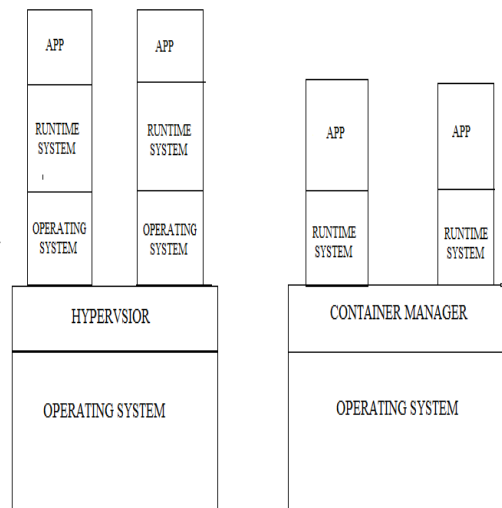 APP
APP
RUNTIME
SYSTEM
RUNTIME
SYSTEM
OPERATING
SYSTEM
OPERATING
SYSTEM
HYPERVSIOR
OPERATING SYSTEM
APP
APP
RUNTIME
SYSTEM
RUNTIME
SYSTEM
CONTAINER MANAGER
OPERATING SYSTEM